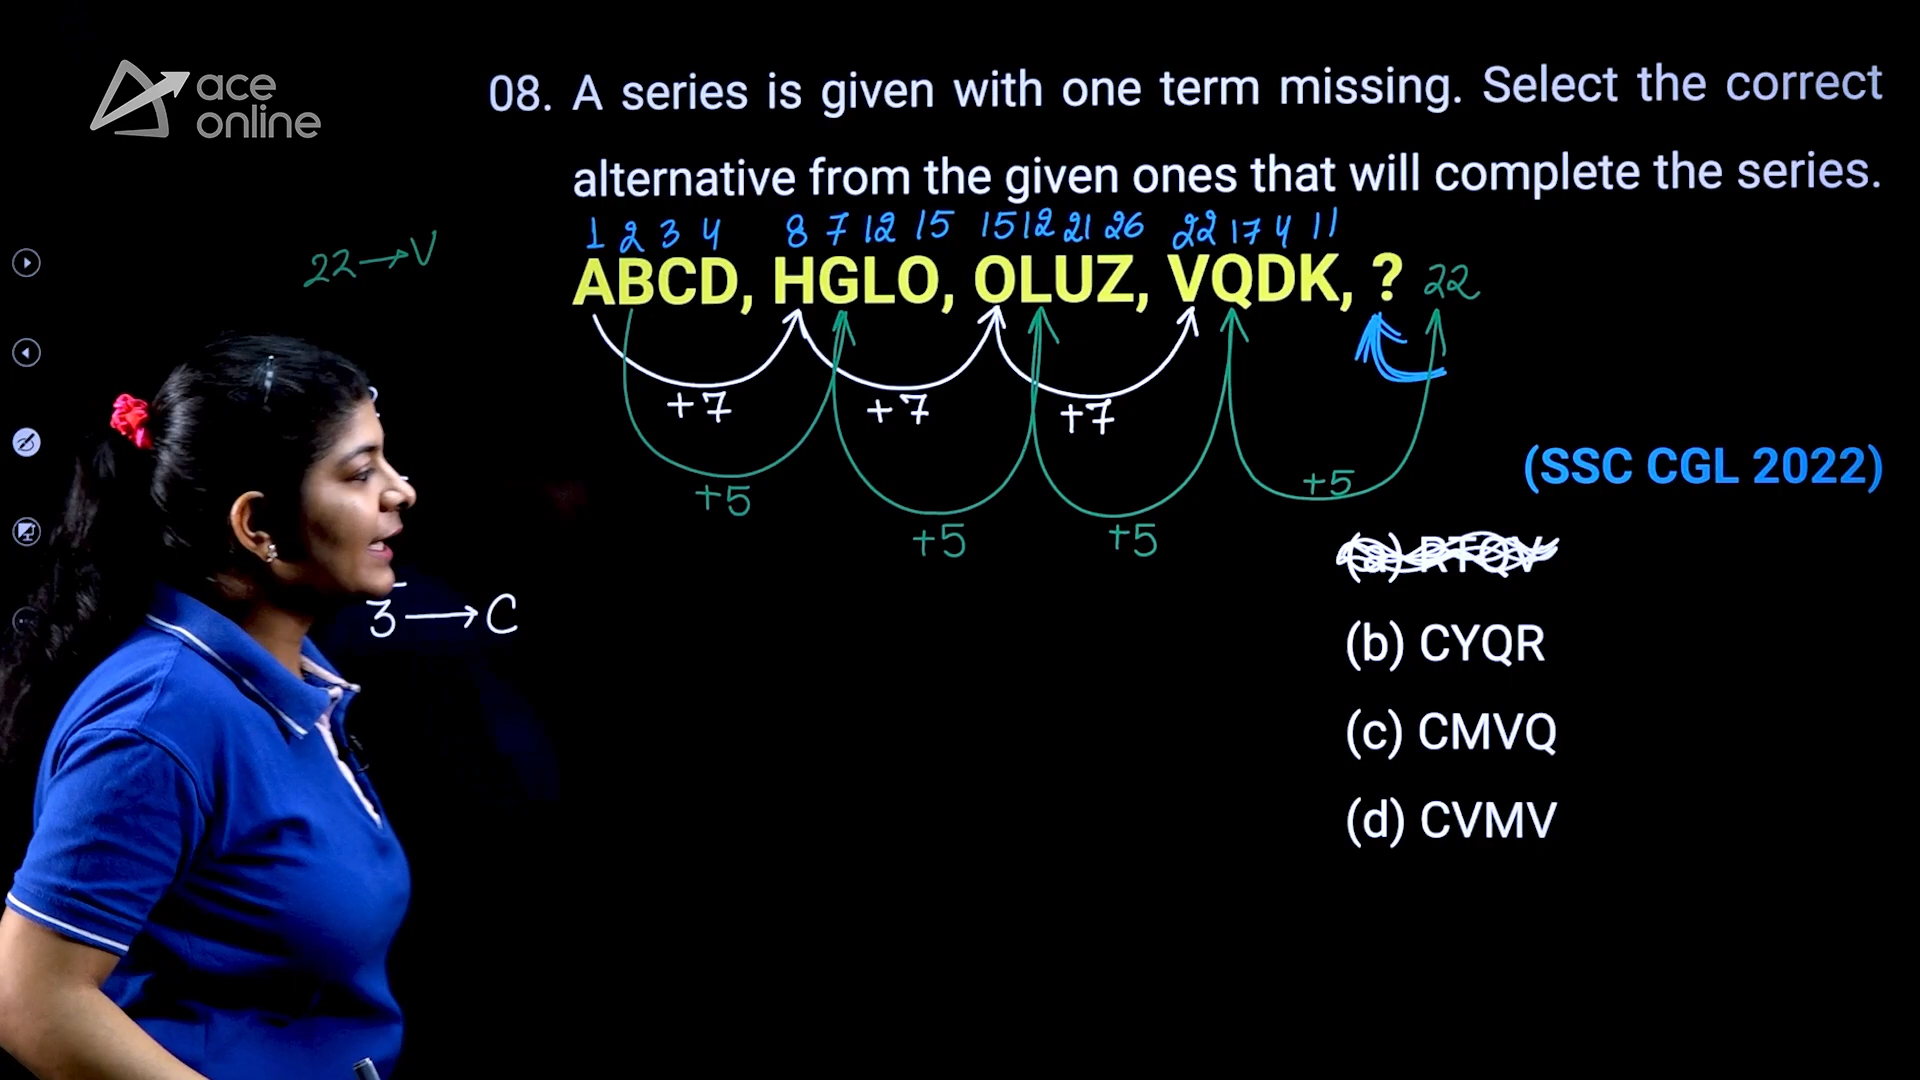 ace
online
08. A series is given with one term missing. Select the correct
alternative from the given ones that will complete the series.
1 2 3 4 8 7 12 15 15 12 21 26 22 17 4 11
22→V
ABCD, HGLO, OLUZ, VQDK, ? 22
+7 +7 +7
+5 +5 +5 +5
(SSC CGL 2022)
(a) RTQV
3→C
(b) CYQR
(c) CMVQ
(d) CVMV